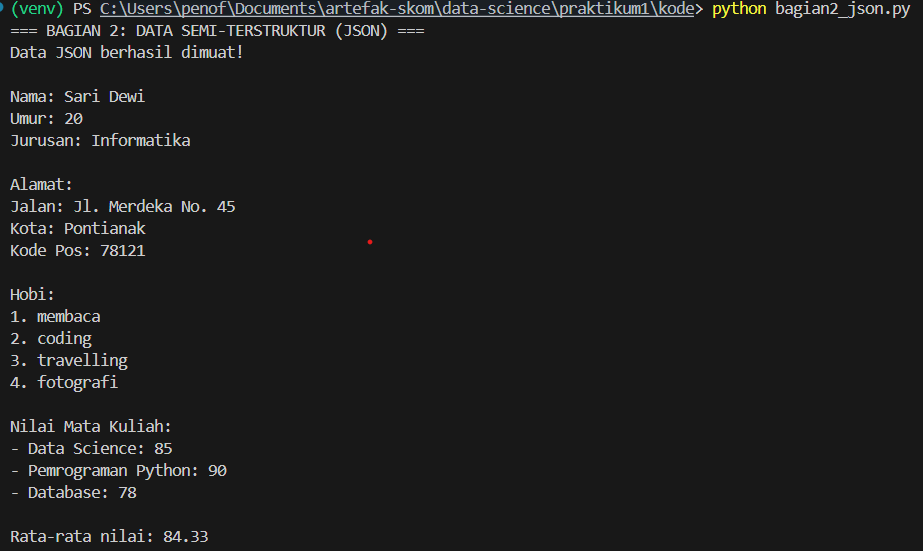 (venv) PS C:\Users\penof\Documents\artefak-skom\data-science\praktikum1\kode> python bagian2_json.py
=== BAGIAN 2: DATA SEMI-TERSTRUKTUR (JSON) ===
Data JSON berhasil dimuat!
Nama: Sari Dewi
Umur: 20
Jurusan: Informatika
Alamat:
Jalan: Jl. Merdeka No. 45
Kota: Pontianak
Kode Pos: 78121
Hobi:
1. membaca
2. coding
3. travelling
4. fotografi
Nilai Mata Kuliah:
- Data Science: 85
- Pemrograman Python: 90
- Database: 78
Rata-rata nilai: 84.33